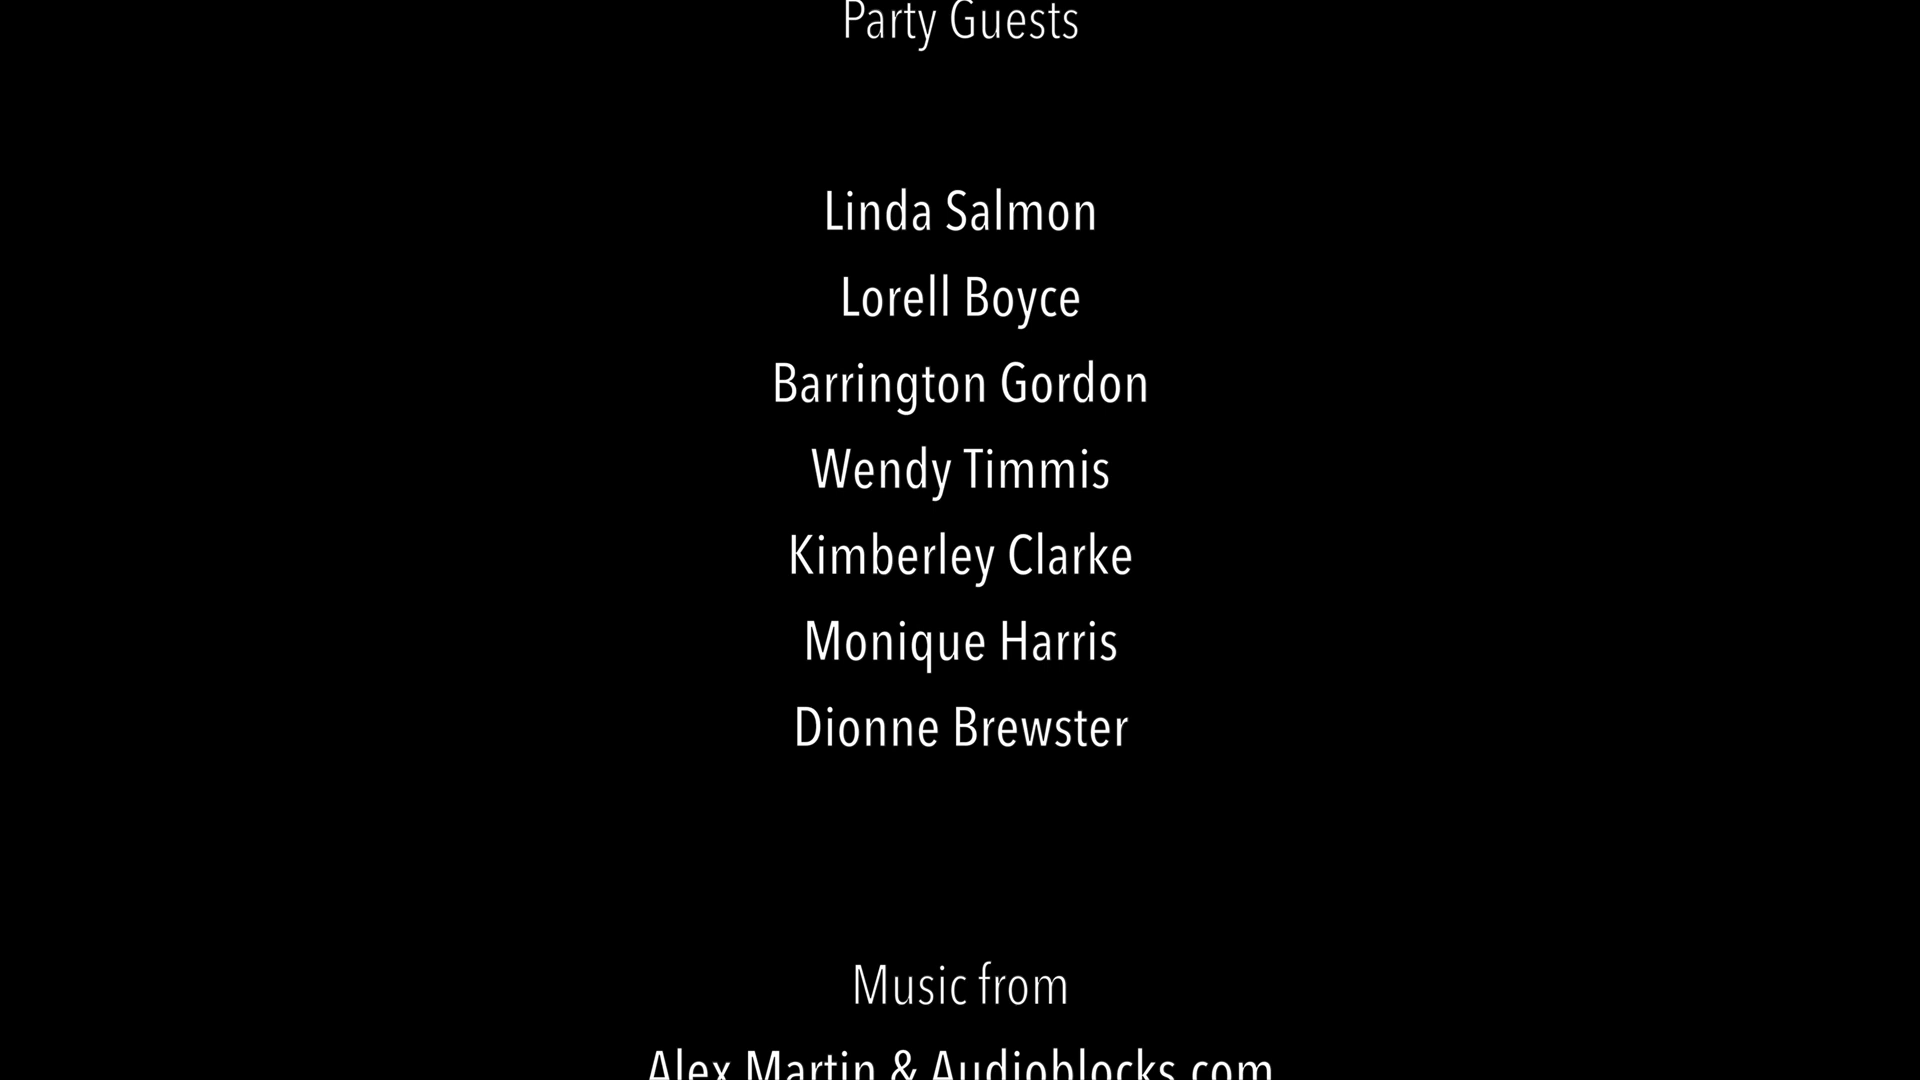 Party Guests
Linda Salmon
Lorell Boyce
Barrington Gordon
Wendy Timmis
Kimberley Clarke
Monique Harris
Dionne Brewster
Music from
Alex Martin & Audioblocks.com